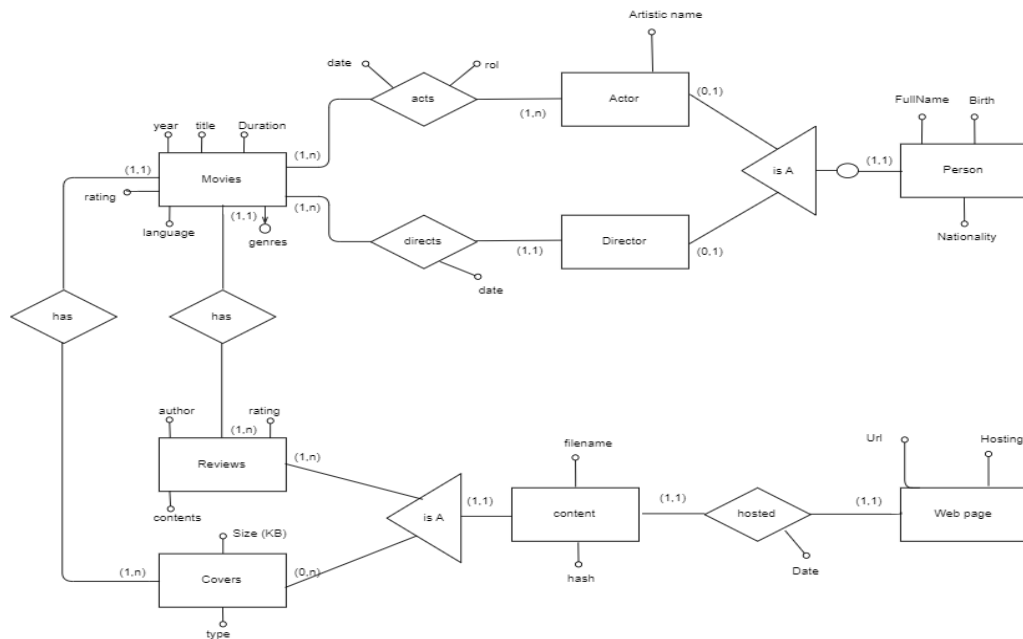 Artistic name
date
rol
acts
(1,n)
Actor
(0,1)
FullName
Birth
year
title
Duration
(1,1)
Movies
(1,n)
rating
(1,n)
(1,1)
language
genres
is A
(1,1)
Person
Nationality
directs
(1,1)
Director
(0,1)
date
has
has
author
rating
(1,n)
Reviews
(1,n)
contents
filename
Url
Hosting
is A
(1,1)
content
(1,1)
hosted
(1,1)
Web page
Size (KB)
hash
Date
(1,n)
Covers
(0,n)
type